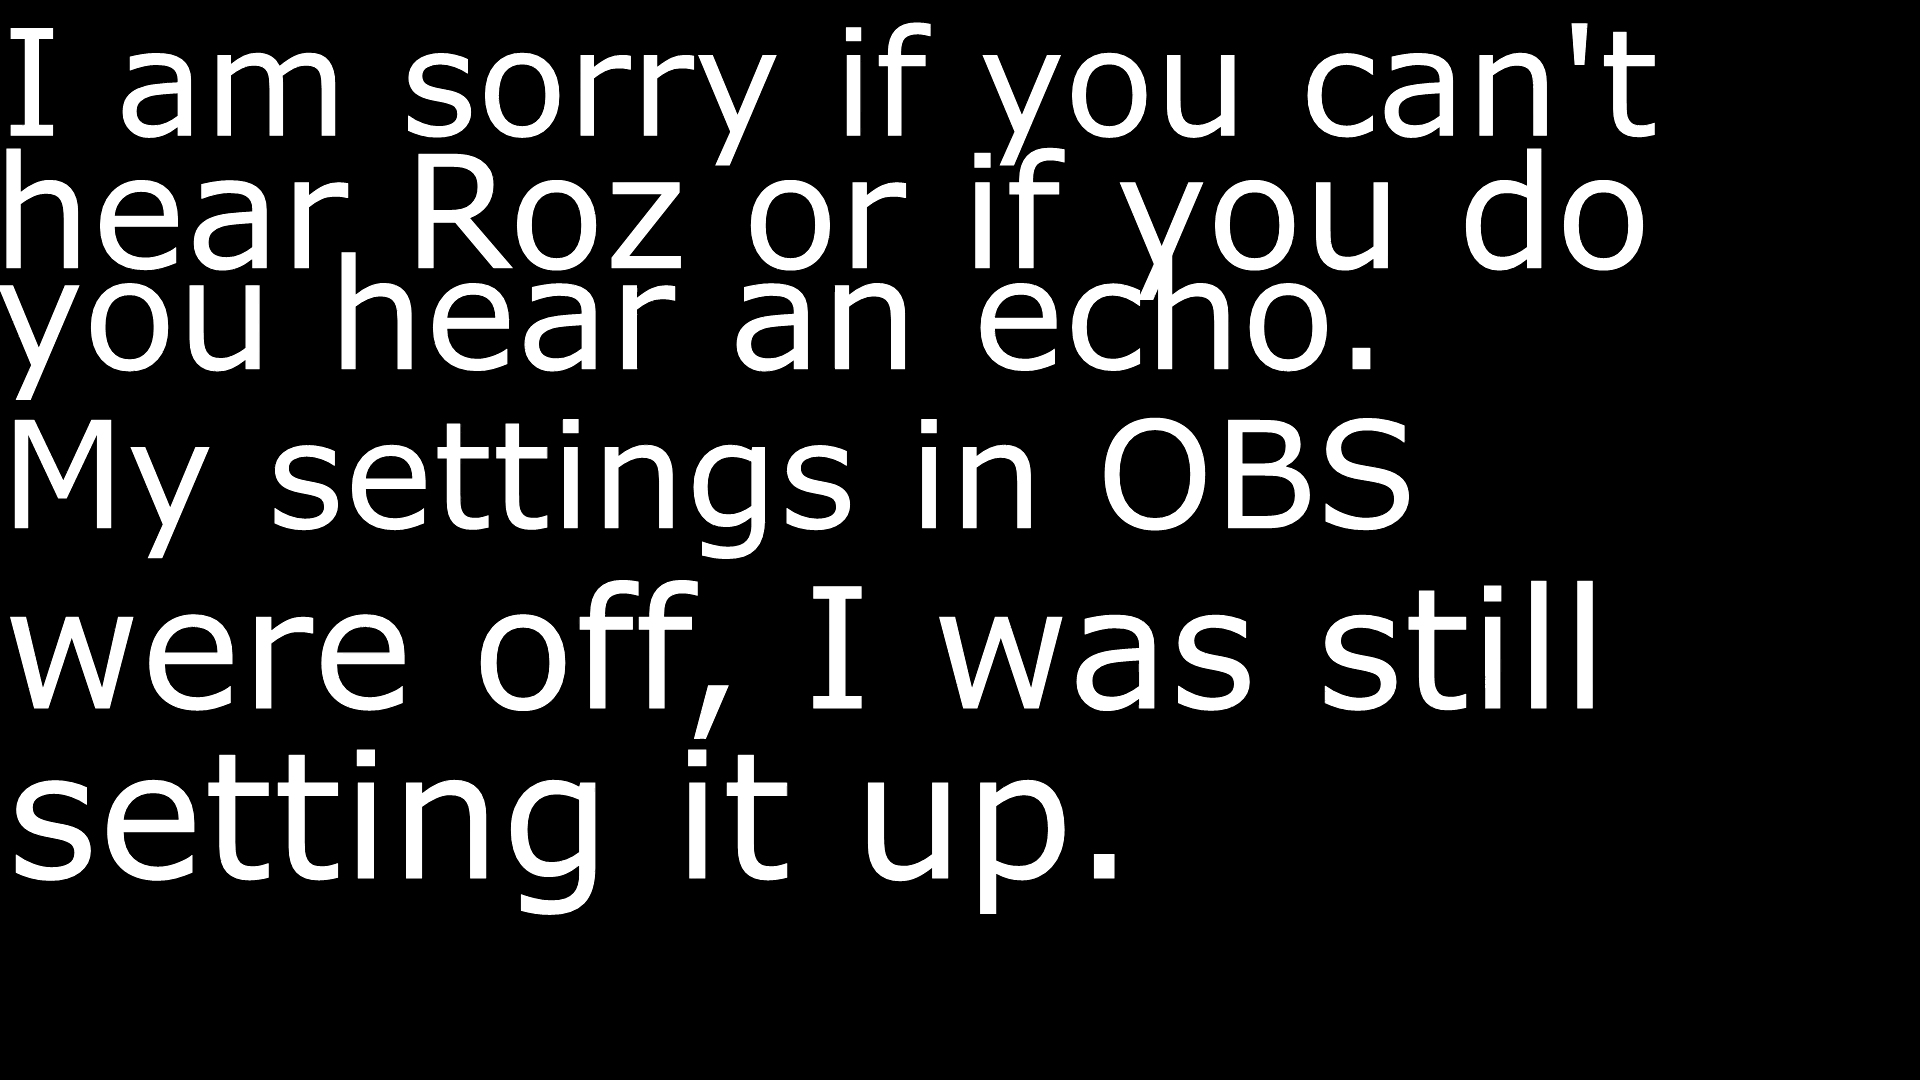 I am sorry if you can't
hear Roz or if you do
you hear an echo.
My settings in OBS
were off, I was still
setting it up.